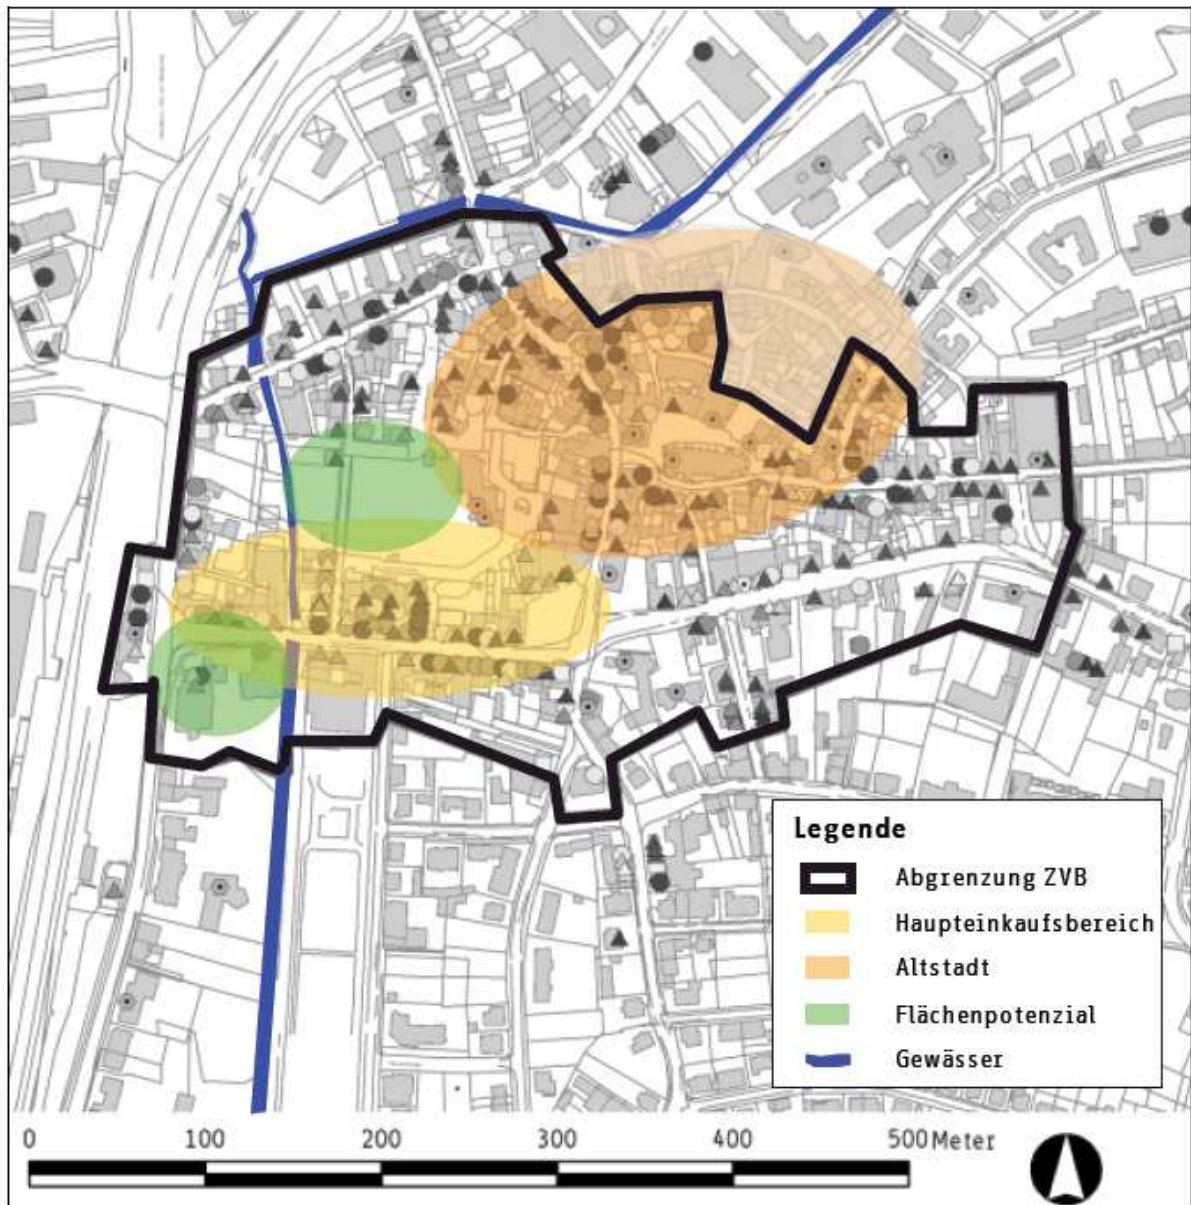 Legende
Abgrenzung ZVB
Haupteinkaufsbereich
Altstadt
Flächenpotenzial
Gewässer
0 100 200 300 400 500 Meter